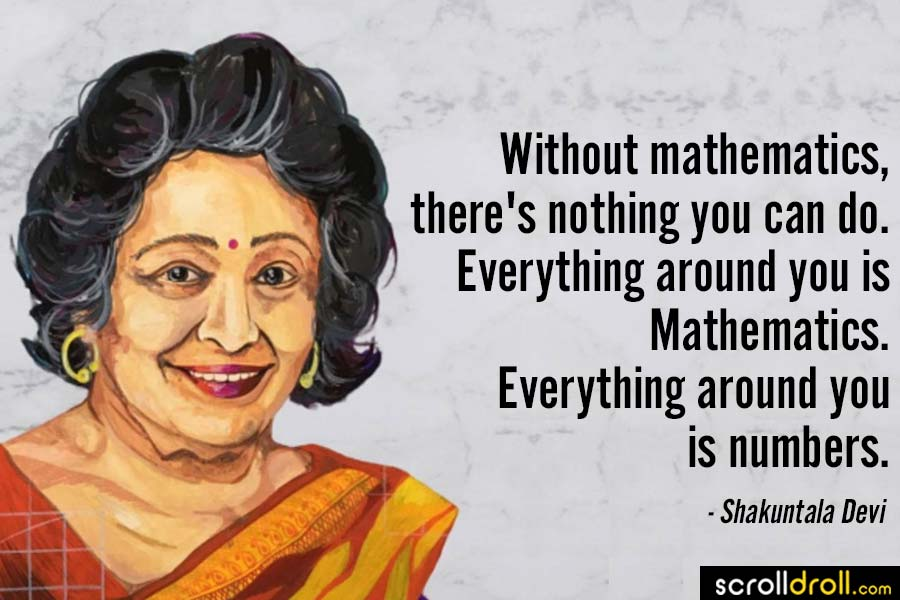 Without mathematics,
there's nothing you can do.
Everything around you is
Mathematics.
Everything around you
is numbers.
- Shakuntala Devi
scrolldroll.com